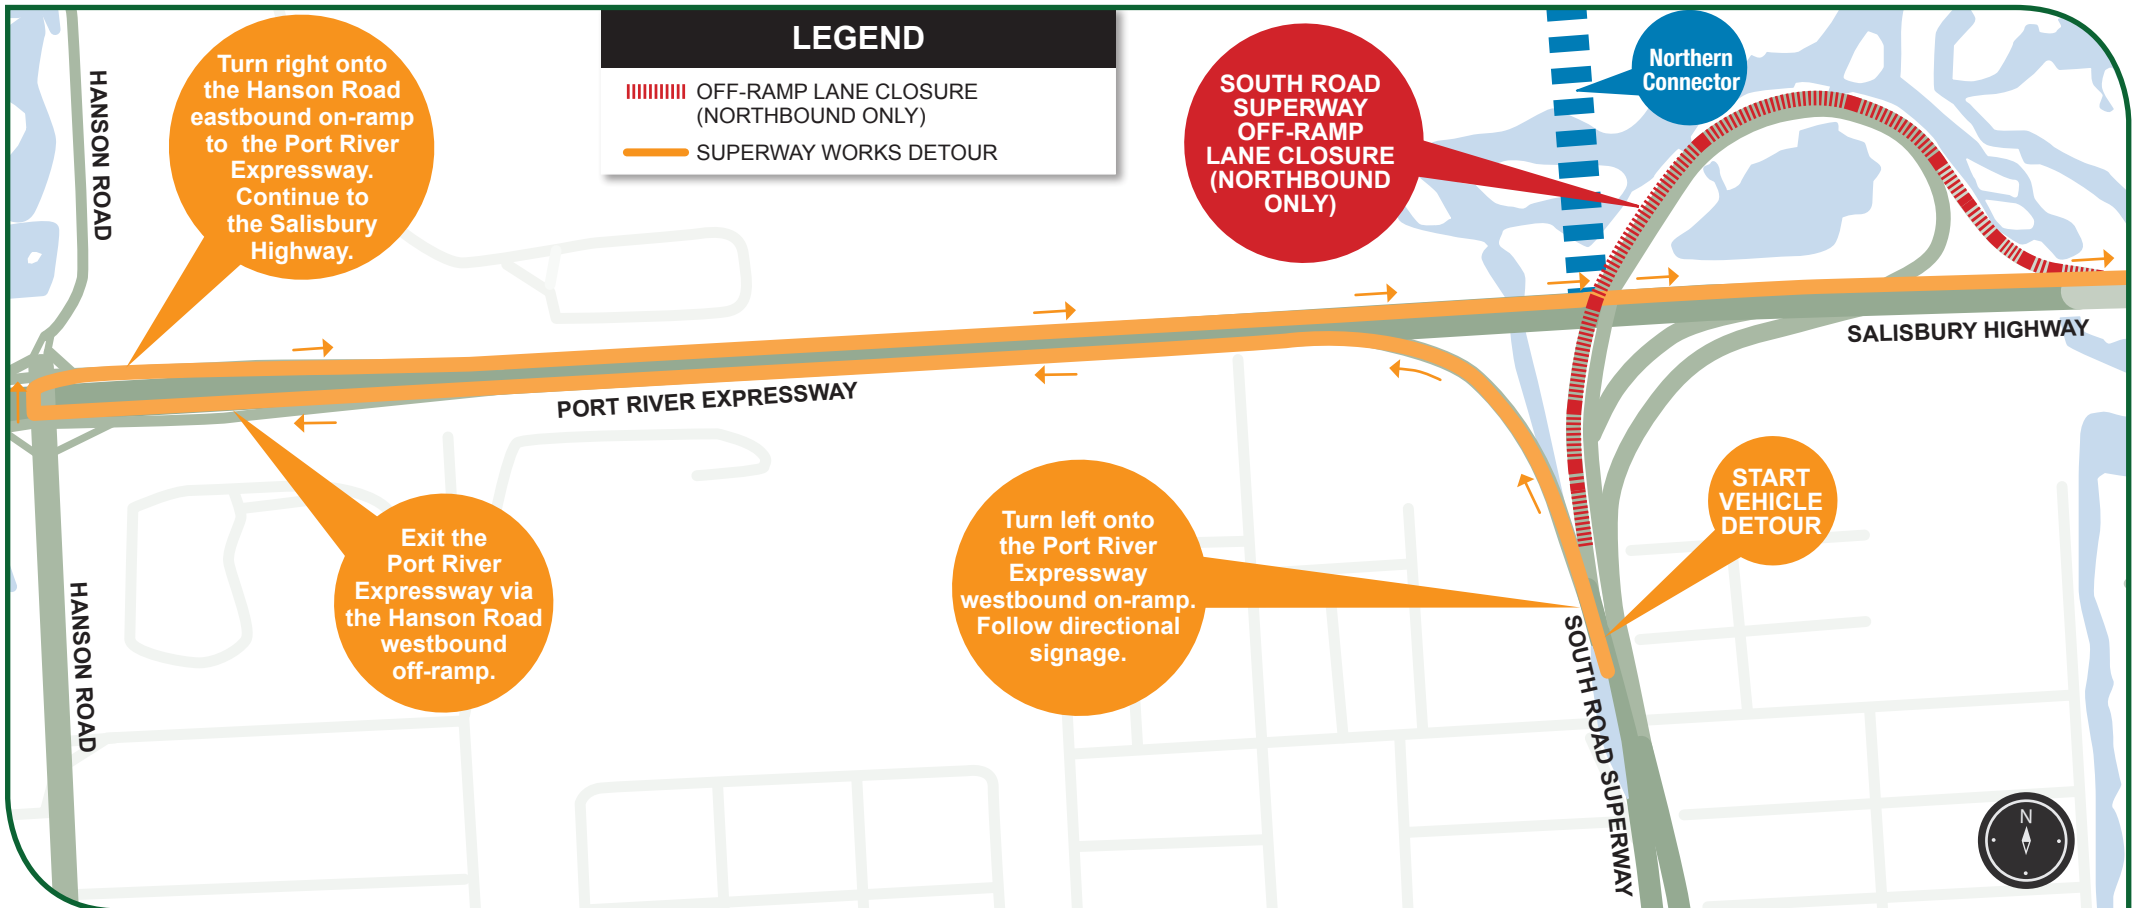 LEGEND
OFF-RAMP LANE CLOSURE
(NORTHBOUND ONLY)
SUPERWAY WORKS DETOUR
HANSON ROAD
Turn right onto
the Hanson Road
eastbound on-ramp
to the Port River
Expressway.
Continue to
the Salisbury
Highway.
SOUTH ROAD
SUPERWAY
OFF-RAMP
LANE CLOSURE
(NORTHBOUND
ONLY)
Northern
Connector
SALISBURY HIGHWAY
PORT RIVER EXPRESSWAY
START
VEHICLE
DETOUR
Turn left onto
the Port River
Expressway
westbound on-ramp.
Follow directional
signage.
Exit the
Port River
Expressway via
the Hanson Road
westbound
off-ramp.
HANSON ROAD
SOUTH ROAD SUPERWAY
N